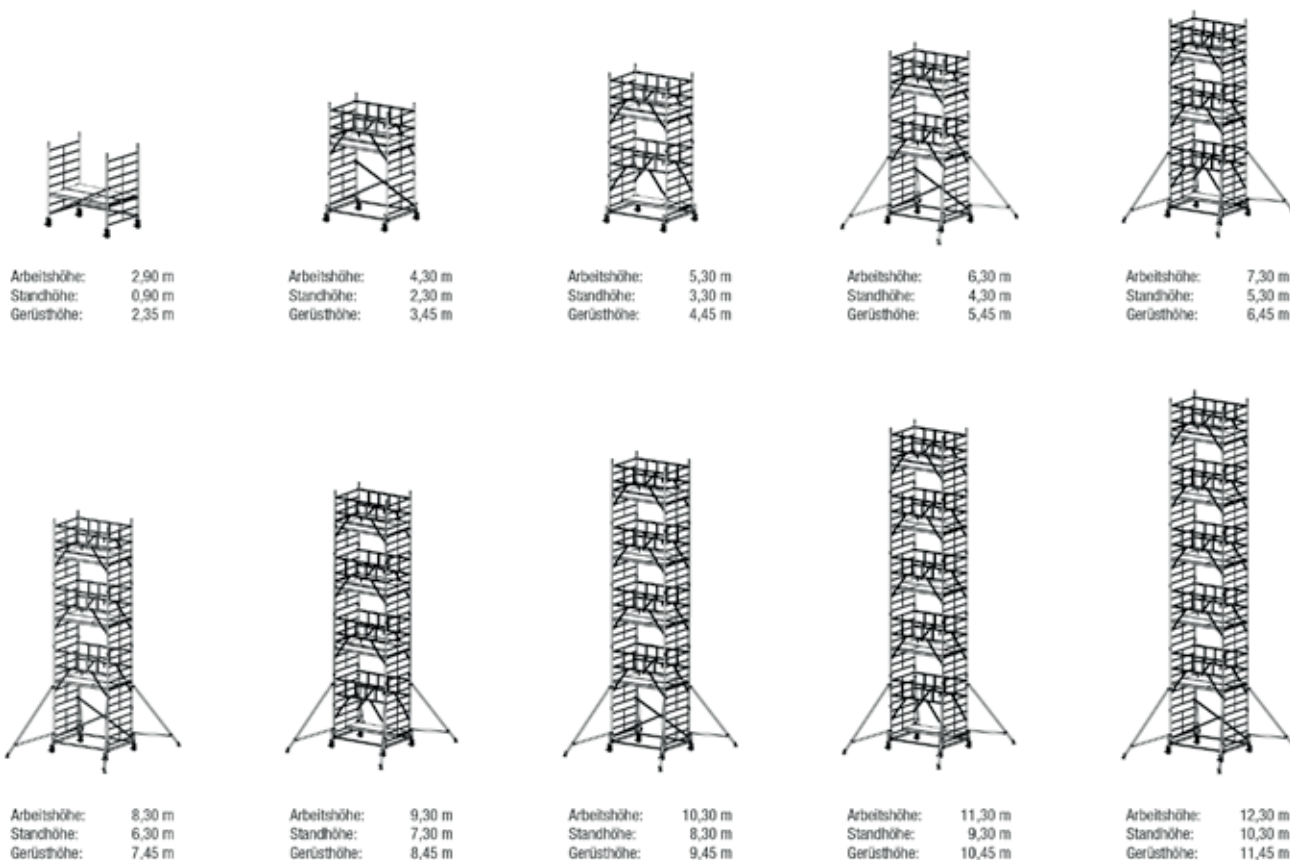 Arbeitshöhe: 2,90 m
Standhöhe: 0,90 m
Gerüsthöhe: 2,35 m
Arbeitshöhe: 4,30 m
Standhöhe: 2,30 m
Gerüsthöhe: 3,45 m
Arbeitshöhe: 5,30 m
Standhöhe: 3,30 m
Gerüsthöhe: 4,45 m
Arbeitshöhe: 6,30 m
Standhöhe: 4,30 m
Gerüsthöhe: 5,45 m
Arbeitshöhe: 7,30 m
Standhöhe: 5,30 m
Gerüsthöhe: 6,45 m
Arbeitshöhe: 8,30 m
Standhöhe: 6,30 m
Gerüsthöhe: 7,45 m
Arbeitshöhe: 9,30 m
Standhöhe: 7,30 m
Gerüsthöhe: 8,45 m
Arbeitshöhe: 10,30 m
Standhöhe: 8,30 m
Gerüsthöhe: 9,45 m
Arbeitshöhe: 11,30 m
Standhöhe: 9,30 m
Gerüsthöhe: 10,45 m
Arbeitshöhe: 12,30 m
Standhöhe: 10,30 m
Gerüsthöhe: 11,45 m